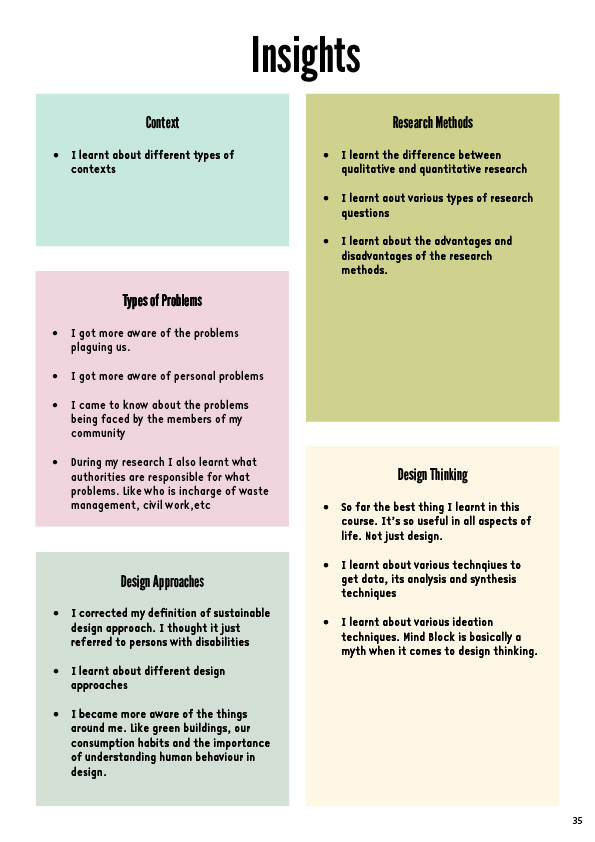 Insights
Context
• I learnt about different types of
contexts
Types of Problems
• I got more aware of the problems
plaguing us.
• I got more aware of personal problems
• I came to know about the problems
being faced by the members of my
community
• During my research I also learnt what
authorities are responsible for what
problems. Like who is incharge of waste
management, civil work,etc
Design Approaches
• I corrected my definition of sustainable
design approach. I thought it just
referred to persons with disabilities
• I learnt about different design
approaches
• I became more aware of the things
around me. Like green buildings, our
consumption habits and the importance
of understanding human behaviour in
design.
Research Methods
• I learnt the difference between
qualitative and quantitative research
• I learnt aout various types of research
questions
• I learnt about the advantages and
disadvantages of the research
methods.
Design Thinking
• So far the best thing I learnt in this
course. It's so useful in all aspects of
life. Not just design.
• I learnt about various technqiues to
get data, its analysis and synthesis
techniques
• I learnt about various ideation
techniques. Mind Block is basically a
myth when it comes to design thinking.
35